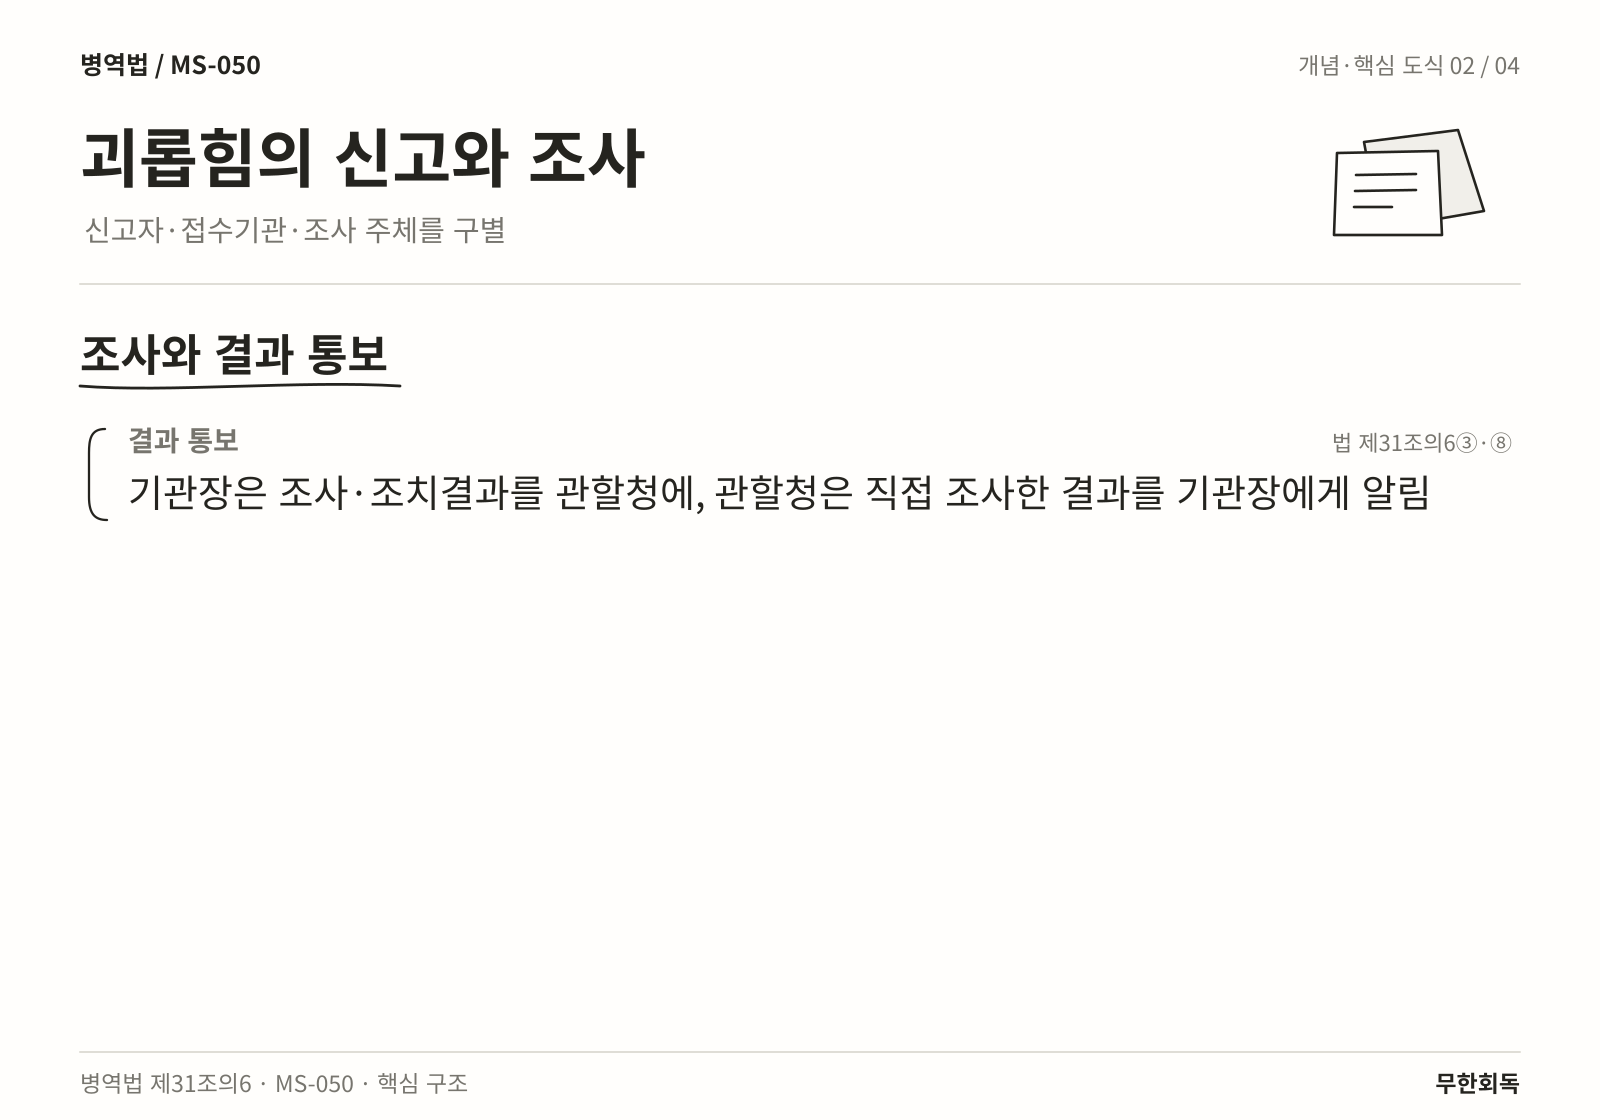 병역법 / MS-050
개념·핵심 도식 02 / 04
괴롭힘의 신고와 조사
신고자·접수기관·조사 주체를 구별
조사와 결과 통보
결과 통보
법 제31조의6③·⑧
기관장은 조사·조치결과를 관할청에, 관할청은 직접 조사한 결과를 기관장에게 알림
병역법 제31조의6 · MS-050 · 핵심 구조
무한회독